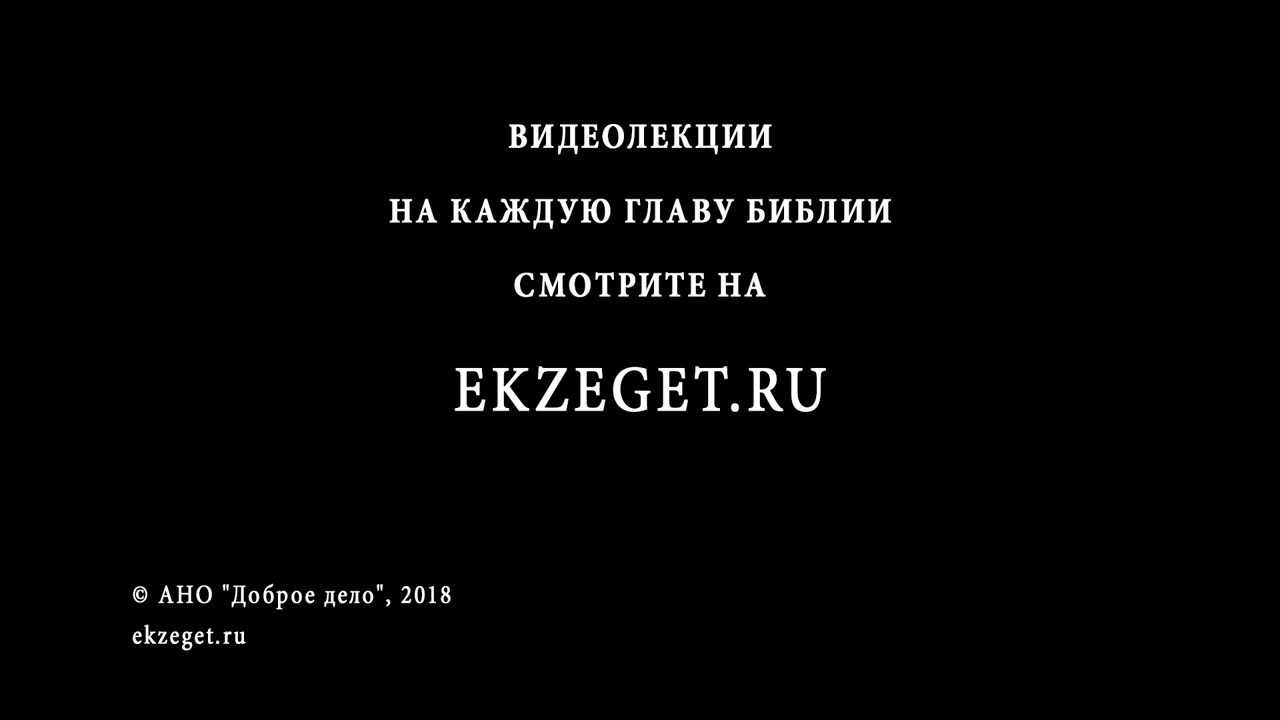 ВИДЕОЛЕКЦИИ
НА КАЖДУЮ ГЛАВУ БИБЛИИ
СМОТРИТЕ НА
EKZEGET.RU
© АНО "Доброе дело", 2018
ekzeget.ru